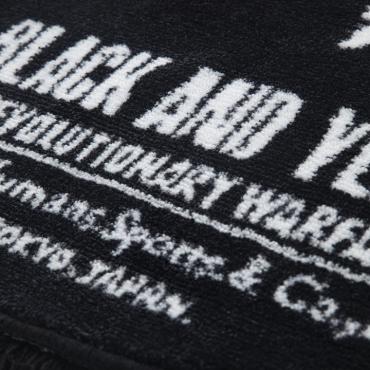 BLACK AND YE
REVOLUTIONARY WARFA
Humans, Sports & Co
TOKYO, JAPAN.